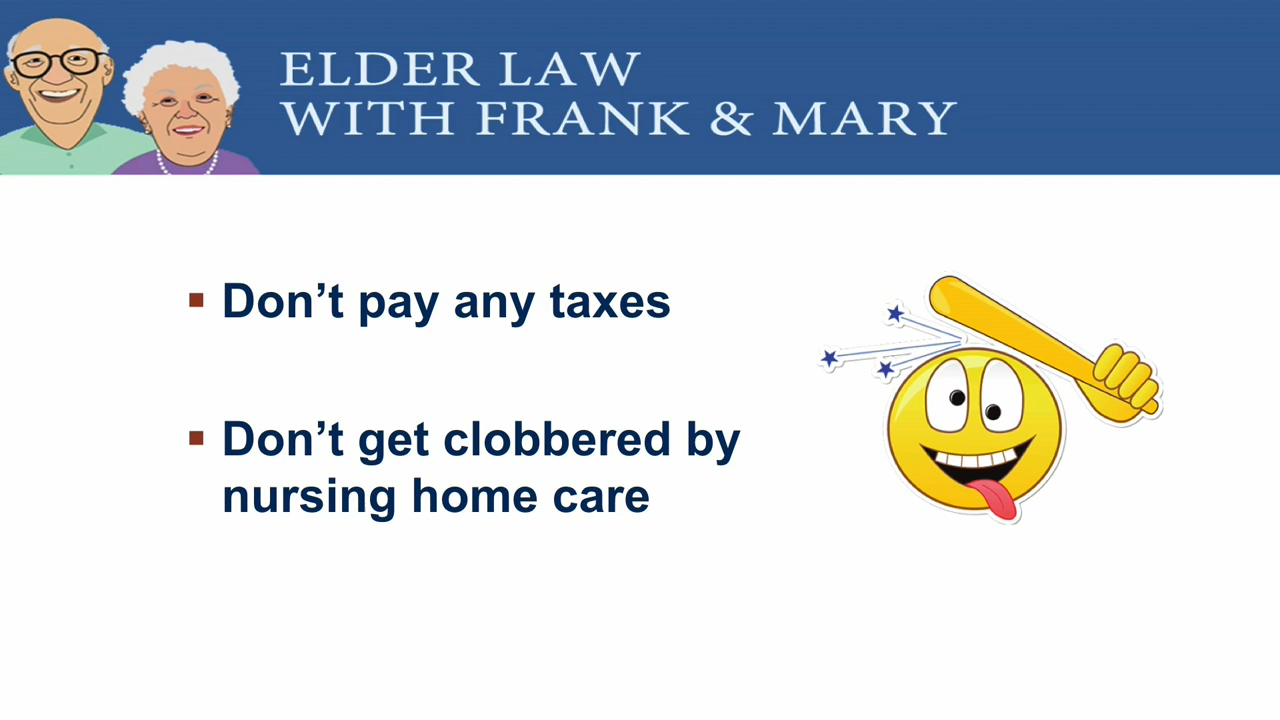 ELDER LAW
WITH FRANK & MARY
Don’t pay any taxes
Don’t get clobbered by
nursing home care